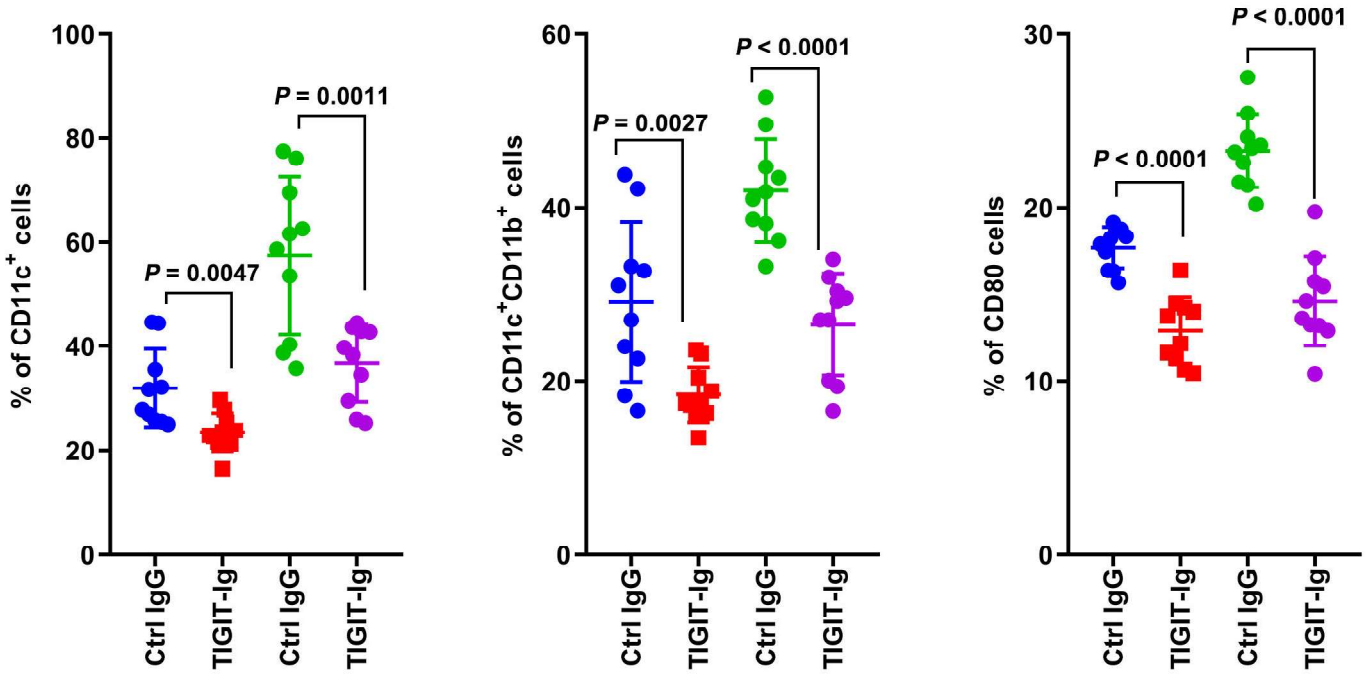 % of CD11c⁺ cells
100
80
60
40
20
0
P = 0.0047
P = 0.0011
Ctrl IgG
TIGIT-Ig
Ctrl IgG
TIGIT-Ig
% of CD11c⁺CD11b⁺ cells
60
40
20
0
P = 0.0027
P < 0.0001
Ctrl IgG
TIGIT-Ig
Ctrl IgG
TIGIT-Ig
% of CD80 cells
30
20
10
0
P < 0.0001
P < 0.0001
Ctrl IgG
TIGIT-Ig
Ctrl IgG
TIGIT-Ig